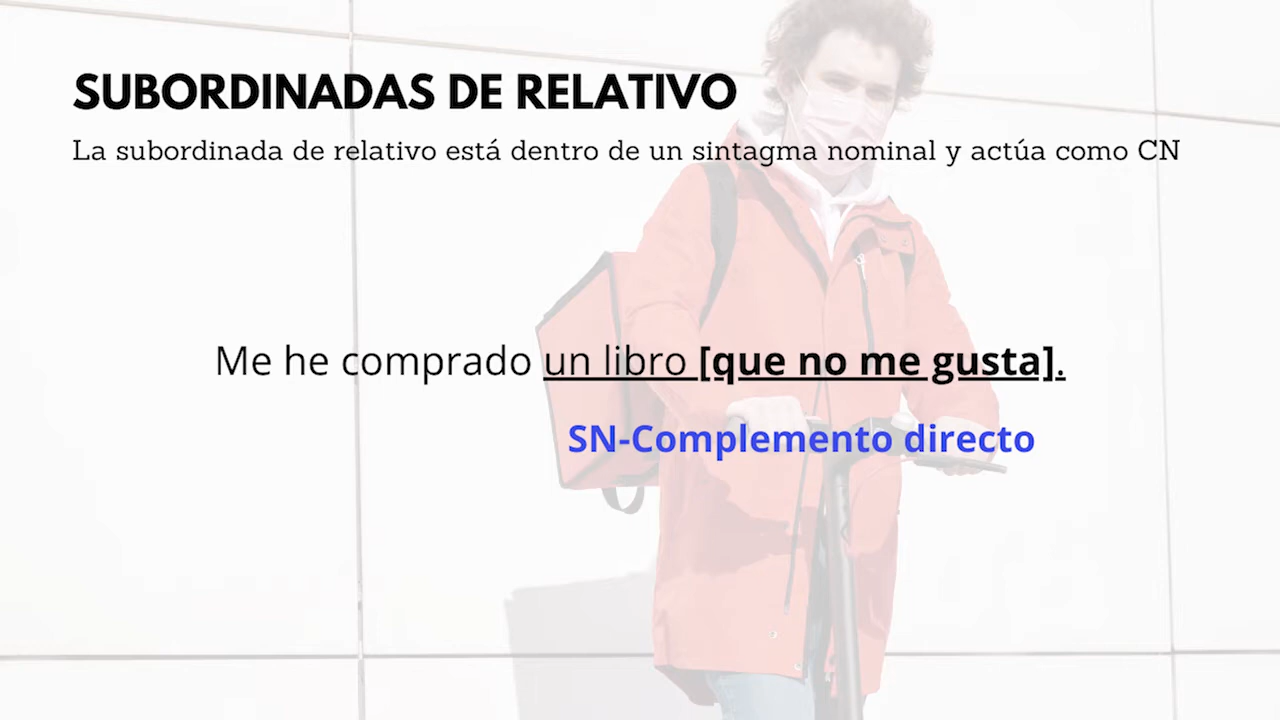 SUBORDINADAS DE RELATIVO
La subordinada de relativo está dentro de un sintagma nominal y actúa como CN
Me he comprado un libro [que no me gusta].
SN-Complemento directo